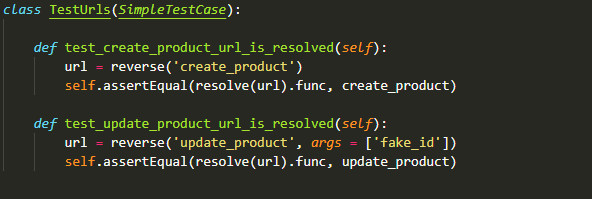 class TestUrls(SimpleTestCase):
def test_create_product_url_is_resolved(self):
url = reverse('create_product')
self.assertEqual(resolve(url).func, create_product)
def test_update_product_url_is_resolved(self):
url = reverse('update_product', args = ['fake_id'])
self.assertEqual(resolve(url).func, update_product)